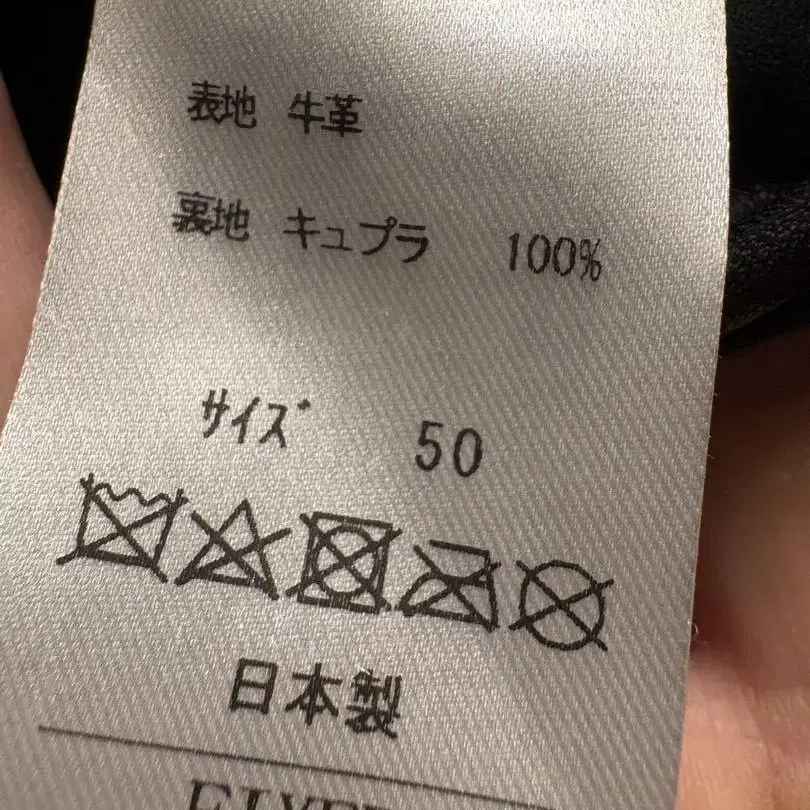 表地 牛革
裏地 キュプラ 100%
サイズ 50
日本製